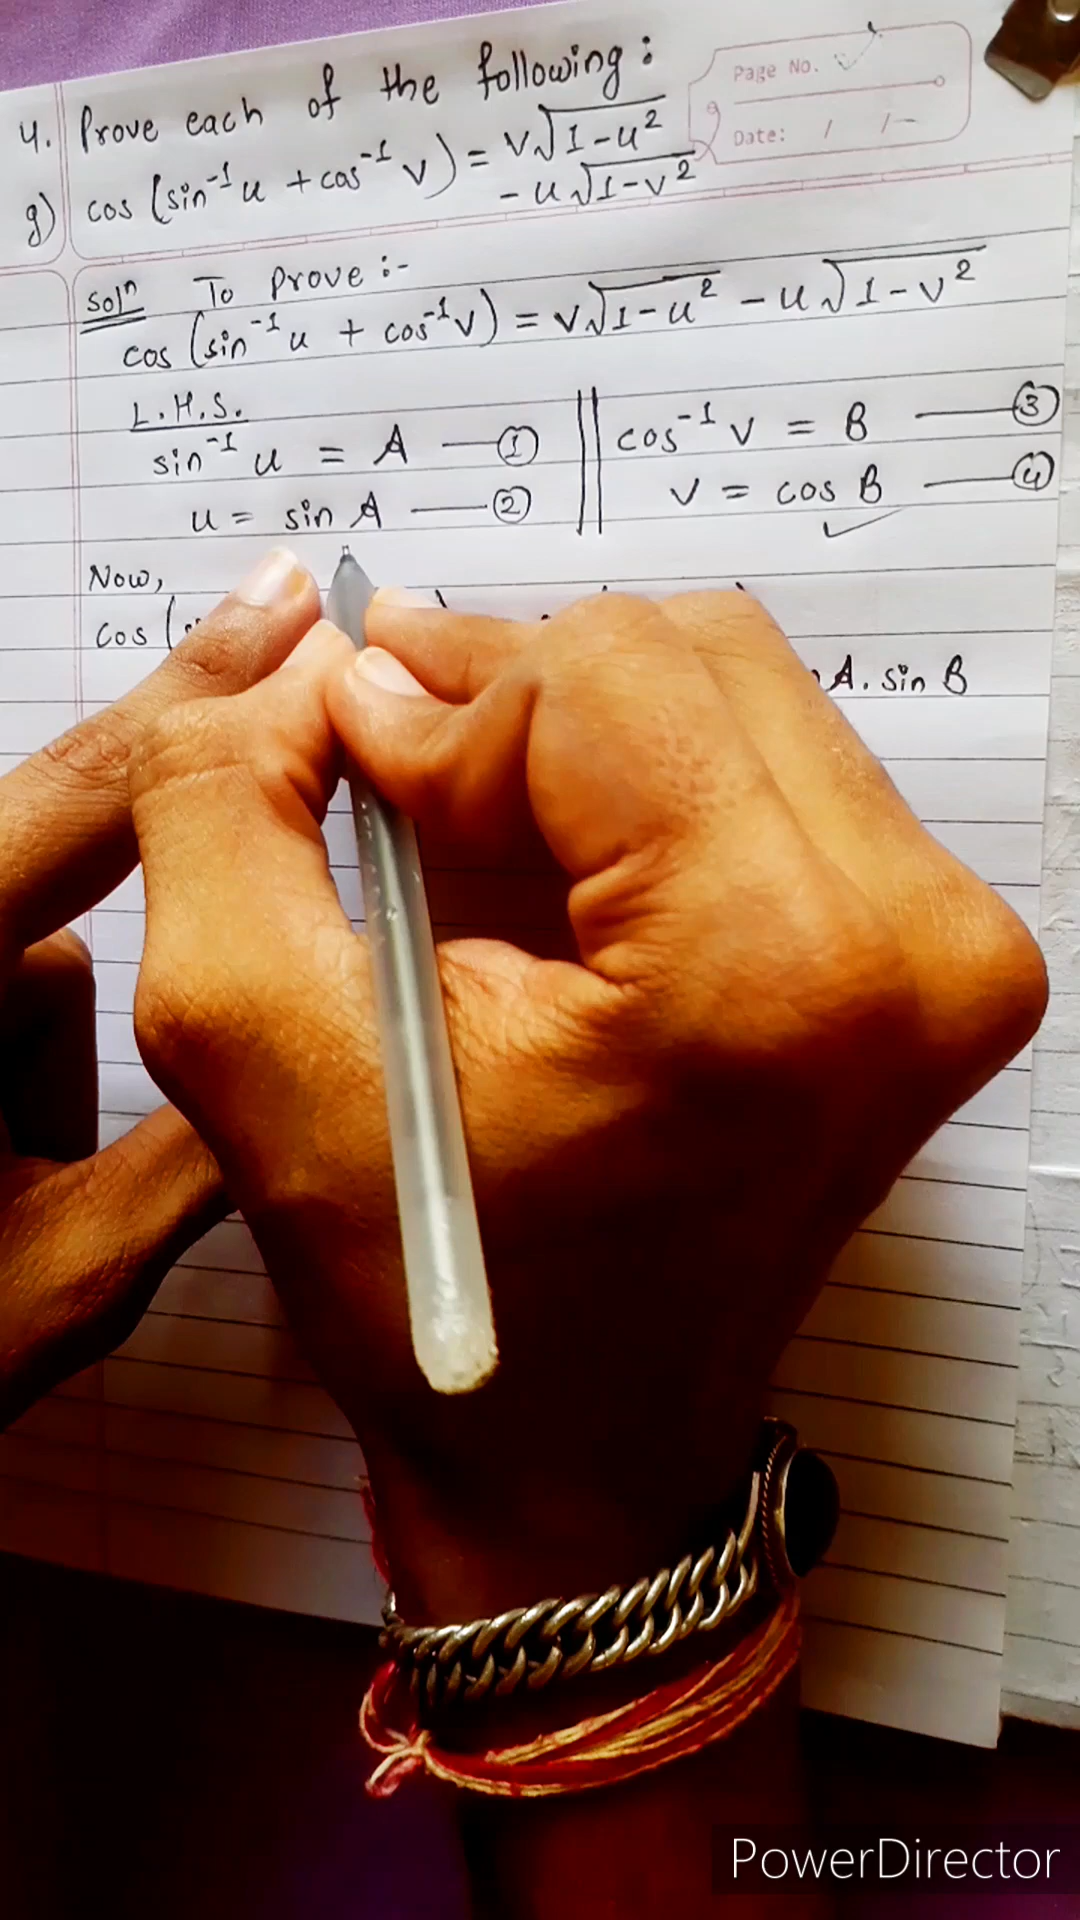 Page No.
Date: / /-
4. Prove each of the following:
g) cos (sin⁻¹u + cos⁻¹v) = v√1-u²
- u√1-v²
Solⁿ To Prove :-
cos (sin⁻¹u + cos⁻¹v) = v√1-u² - u√1-v²
L.H.S.
sin⁻¹ u = A —①
u = sin A —②
cos⁻¹ v = B —③
v = cos B —④
Now,
cos (
A. sin B
PowerDirector